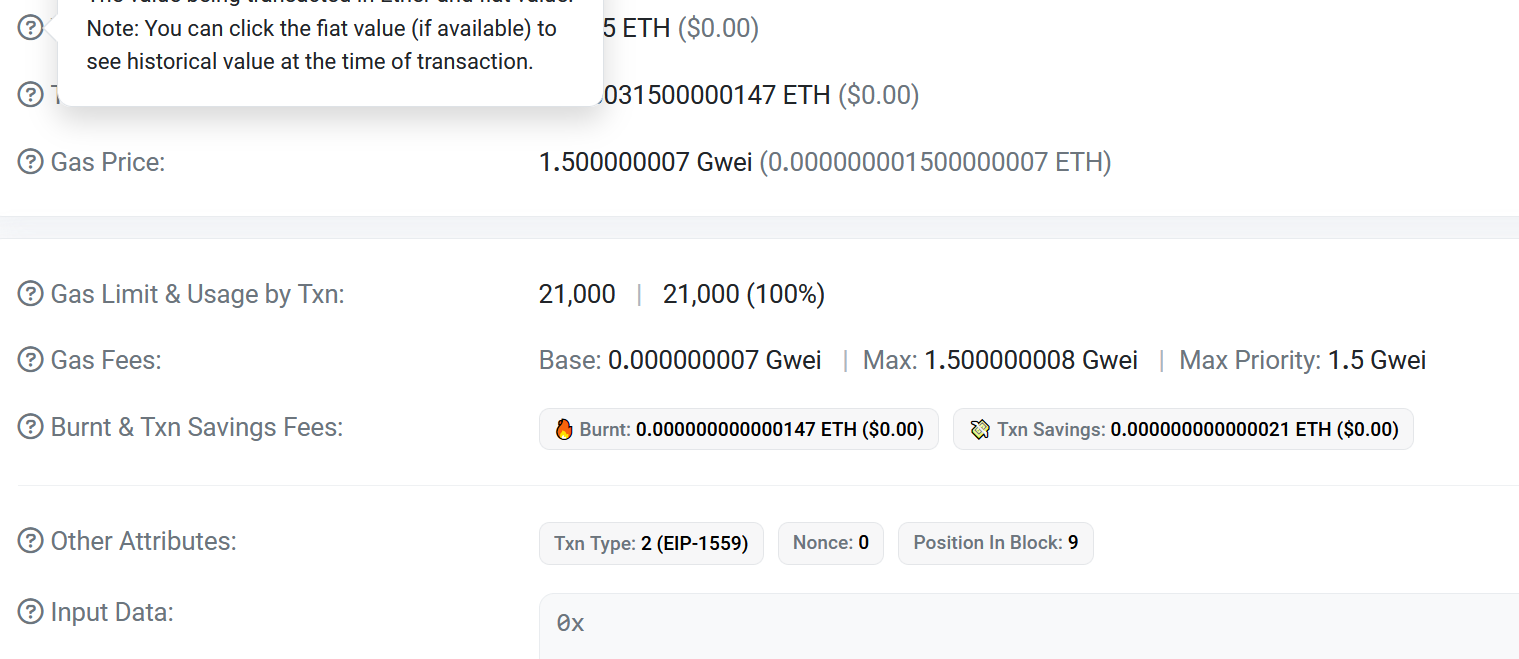 Note: You can click the fiat value (if available) to
see historical value at the time of transaction.
5 ETH ($0.00)
031500000147 ETH ($0.00)
Gas Price:
1.500000007 Gwei (0.000000001500000007 ETH)
Gas Limit & Usage by Txn:
21,000 | 21,000 (100%)
Gas Fees:
Base: 0.000000007 Gwei | Max: 1.500000008 Gwei | Max Priority: 1.5 Gwei
Burnt & Txn Savings Fees:
Burnt: 0.000000000000147 ETH ($0.00)
Txn Savings: 0.000000000000021 ETH ($0.00)
Other Attributes:
Txn Type: 2 (EIP-1559)
Nonce: 0
Position In Block: 9
Input Data:
0x